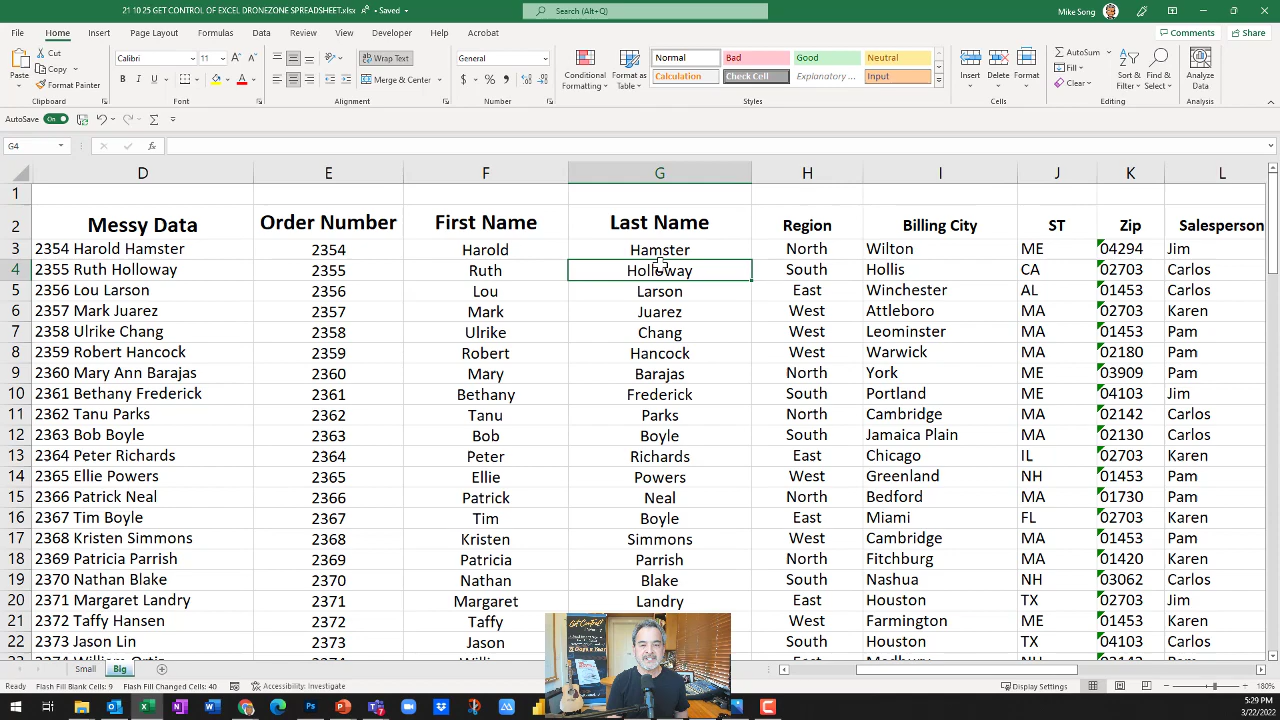 21 10 25 GET CONTROL OF EXCEL DRONEZONE SPREADSHEET.xlsx • Saved
Search (Alt+Q)
Mike Song
File Home Insert Page Layout Formulas Data Review View Developer Help Acrobat
Comments Share
Paste Cut Copy Format Painter
Clipboard
Calibri 11
B I U
Font
Wrap Text
Merge & Center
Alignment
General
$ % ,
Number
Conditional Formatting
Format as Table
Normal Bad Good Neutral
Calculation Check Cell Explanatory ... Input
Styles
Insert Delete Format
Cells
AutoSum
Fill
Clear
Sort & Filter
Find & Select
Editing
Analyze Data
Analysis
AutoSave On
G4
fx
D E F G H I J K L
1
2 Messy Data Order Number First Name Last Name Region Billing City ST Zip Salesperson
3 2354 Harold Hamster 2354 Harold Hamster North Wilton ME 04294 Jim
4 2355 Ruth Holloway 2355 Ruth Holloway South Hollis CA 02703 Carlos
5 2356 Lou Larson 2356 Lou Larson East Winchester AL 01453 Carlos
6 2357 Mark Juarez 2357 Mark Juarez West Attleboro MA 02703 Karen
7 2358 Ulrike Chang 2358 Ulrike Chang West Leominster MA 01453 Pam
8 2359 Robert Hancock 2359 Robert Hancock West Warwick MA 02180 Pam
9 2360 Mary Ann Barajas 2360 Mary Barajas West York ME 03909 Pam
10 2361 Bethany Frederick 2361 Bethany Frederick South Portland ME 04103 Jim
11 2362 Tanu Parks 2362 Tanu Parks North Cambridge MA 02142 Carlos
12 2363 Bob Boyle 2363 Bob Boyle South Jamaica Plain MA 02130 Carlos
13 2364 Peter Richards 2364 Peter Richards East Chicago IL 02703 Karen
14 2365 Ellie Powers 2365 Ellie Powers West Greenland NH 01453 Pam
15 2366 Patrick Neal 2366 Patrick Neal North Bedford MA 01730 Pam
16 2367 Tim Boyle 2367 Tim Boyle East Miami FL 02703 Karen
17 2368 Kristen Simmons 2368 Kristen Simmons West Cambridge MA 01453 Pam
18 2369 Patricia Parrish 2369 Patricia Parrish North Fitchburg MA 01420 Karen
19 2370 Nathan Blake 2370 Nathan Blake South Nashua NH 03062 Carlos
20 2371 Margaret Landry 2371 Margaret Landry East Houston TX 02703 Jim
21 2372 Taffy Hansen 2372 Taffy West Farmington ME 01453 Karen
22 2373 Jason Lin 2373 Jason South Houston TX 04103 Carlos
Small Big
Ready Flash Fill Blank Cells: 9 Flash Fill Changed Cells: 40 Accessibility: Investigate
Display Settings
180%
5:29 PM
3/22/2022